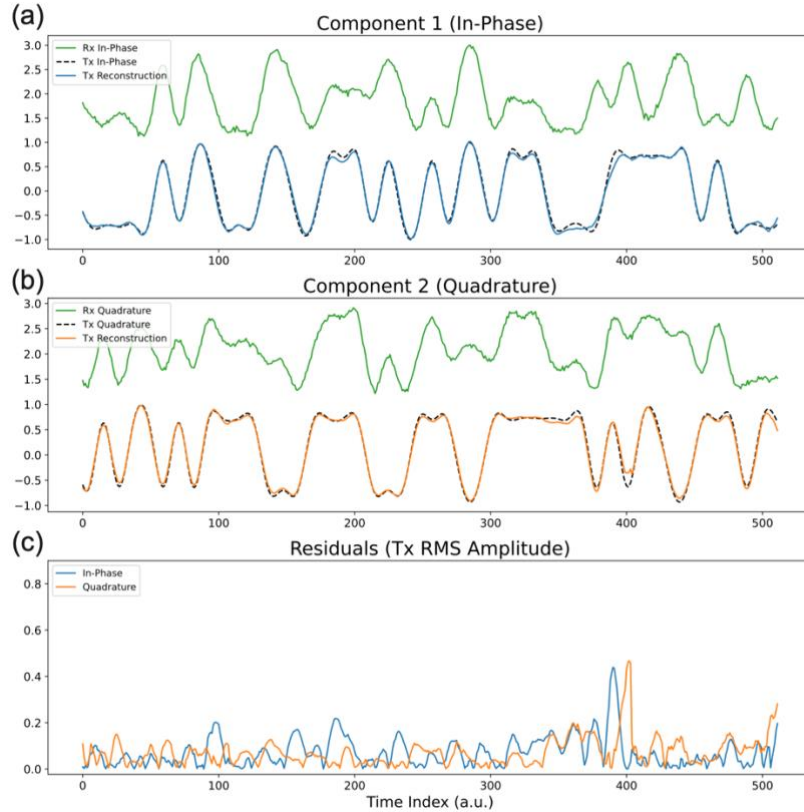 (a)
Component 1 (In-Phase)
3.0
2.5
2.0
1.5
1.0
0.5
0.0
−0.5
−1.0
Rx In-Phase
Tx In-Phase
Tx Reconstruction
0 100 200 300 400 500
(b)
Component 2 (Quadrature)
3.0
2.5
2.0
1.5
1.0
0.5
0.0
−0.5
−1.0
Rx Quadrature
Tx Quadrature
Tx Reconstruction
0 100 200 300 400 500
(c)
Residuals (Tx RMS Amplitude)
0.8
0.6
0.4
0.2
0.0
In-Phase
Quadrature
0 100 200 300 400 500
Time Index (a.u.)